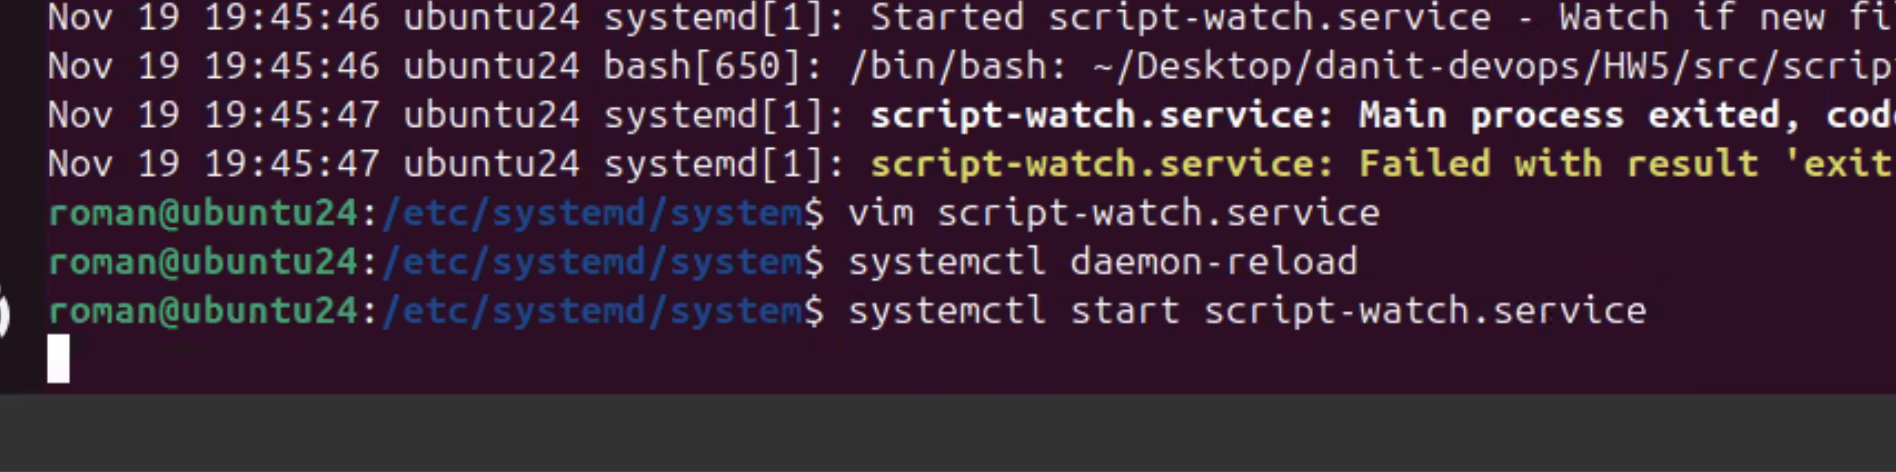 Nov 19 19:45:46 ubuntu24 systemd[1]: Started script-watch.service - Watch if new fi
Nov 19 19:45:46 ubuntu24 bash[650]: /bin/bash: ~/Desktop/danit-devops/HW5/src/scrip
Nov 19 19:45:47 ubuntu24 systemd[1]: script-watch.service: Main process exited, cod
Nov 19 19:45:47 ubuntu24 systemd[1]: script-watch.service: Failed with result 'exit
roman@ubuntu24:/etc/systemd/system$ vim script-watch.service
roman@ubuntu24:/etc/systemd/system$ systemctl daemon-reload
roman@ubuntu24:/etc/systemd/system$ systemctl start script-watch.service